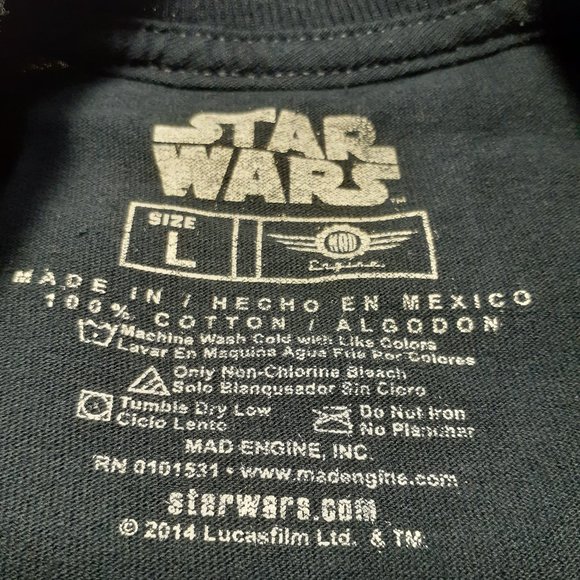 STAR
WARS™
SIZE
L
MAD
Engine
MADE IN / HECHO EN MEXICO
100% COTTON / ALGODON
Machine Wash Cold with Like Colors
Lavar En Maquina Agua Fria Por Colores
Only Non-Chlorine Bleach
Solo Blanqueador Sin Cloro
Tumble Dry Low
Ciclo Lento
Do Not Iron
No Planchar
MAD ENGINE, INC.
RN 0101531 • www.madengine.com
starwars.com
© 2014 Lucasfilm Ltd. & TM.